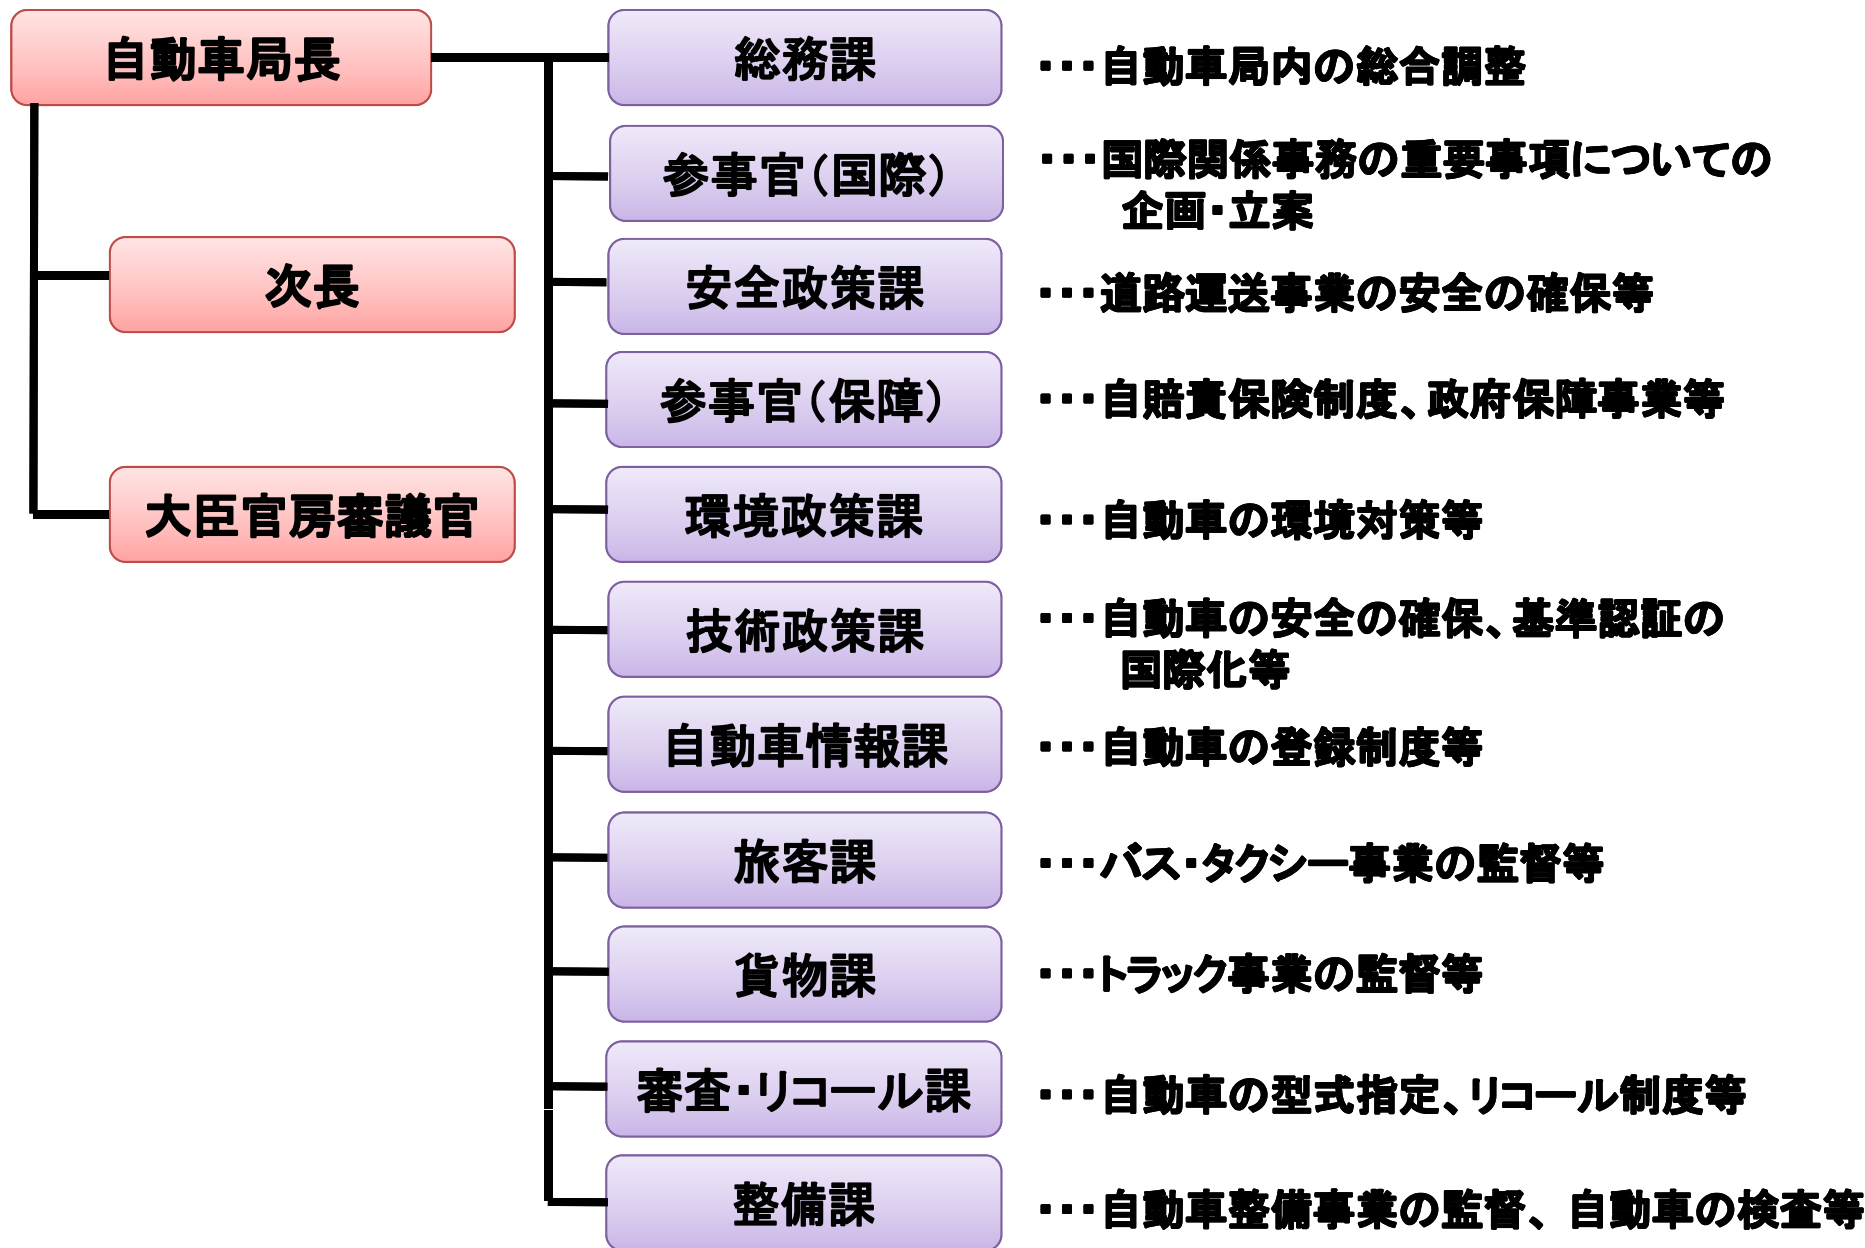 自動車局長
次長
大臣官房審議官
総務課
・・・自動車局内の総合調整
参事官（国際）
・・・国際関係事務の重要事項についての
企画・立案
安全政策課
・・・道路運送事業の安全の確保等
参事官（保障）
・・・自賠責保険制度、政府保障事業等
環境政策課
・・・自動車の環境対策等
技術政策課
・・・自動車の安全の確保、基準認証の
国際化等
自動車情報課
・・・自動車の登録制度等
旅客課
・・・バス・タクシー事業の監督等
貨物課
・・・トラック事業の監督等
審査・リコール課
・・・自動車の型式指定、リコール制度等
整備課
・・・自動車整備事業の監督、自動車の検査等